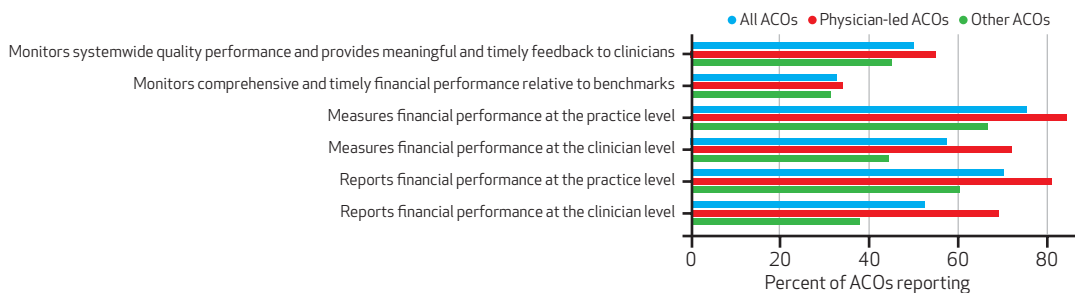 All ACOs Physician-led ACOs Other ACOs
Monitors systemwide quality performance and provides meaningful and timely feedback to clinicians
Monitors comprehensive and timely financial performance relative to benchmarks
Measures financial performance at the practice level
Measures financial performance at the clinician level
Reports financial performance at the practice level
Reports financial performance at the clinician level
0 20 40 60 80
Percent of ACOs reporting